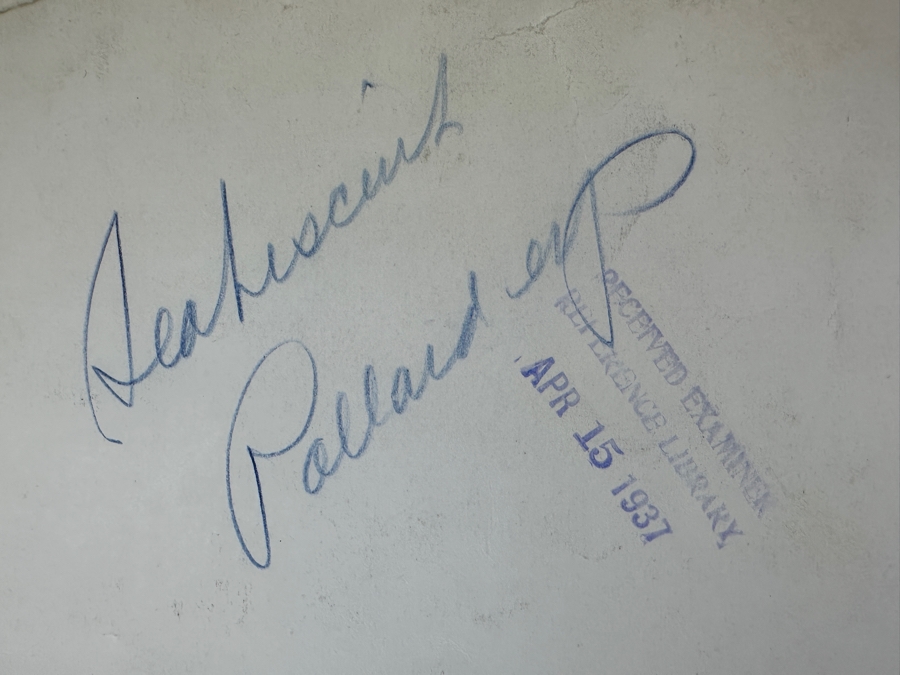 Seabiscuit
Pollard up
RECEIVED EXAMINER
REFERENCE LIBRARY
APR 15 1937